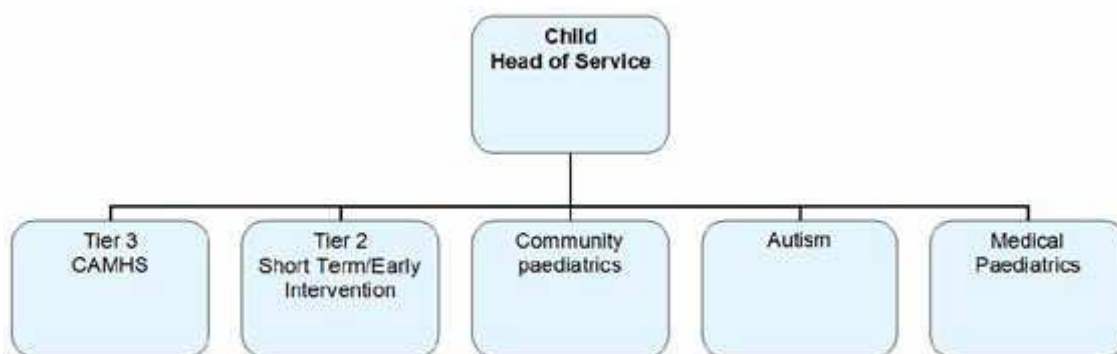 Child
Head of Service
Tier 3
CAMHS
Tier 2
Short Term/Early
Intervention
Community
paediatrics
Autism
Medical
Paediatrics